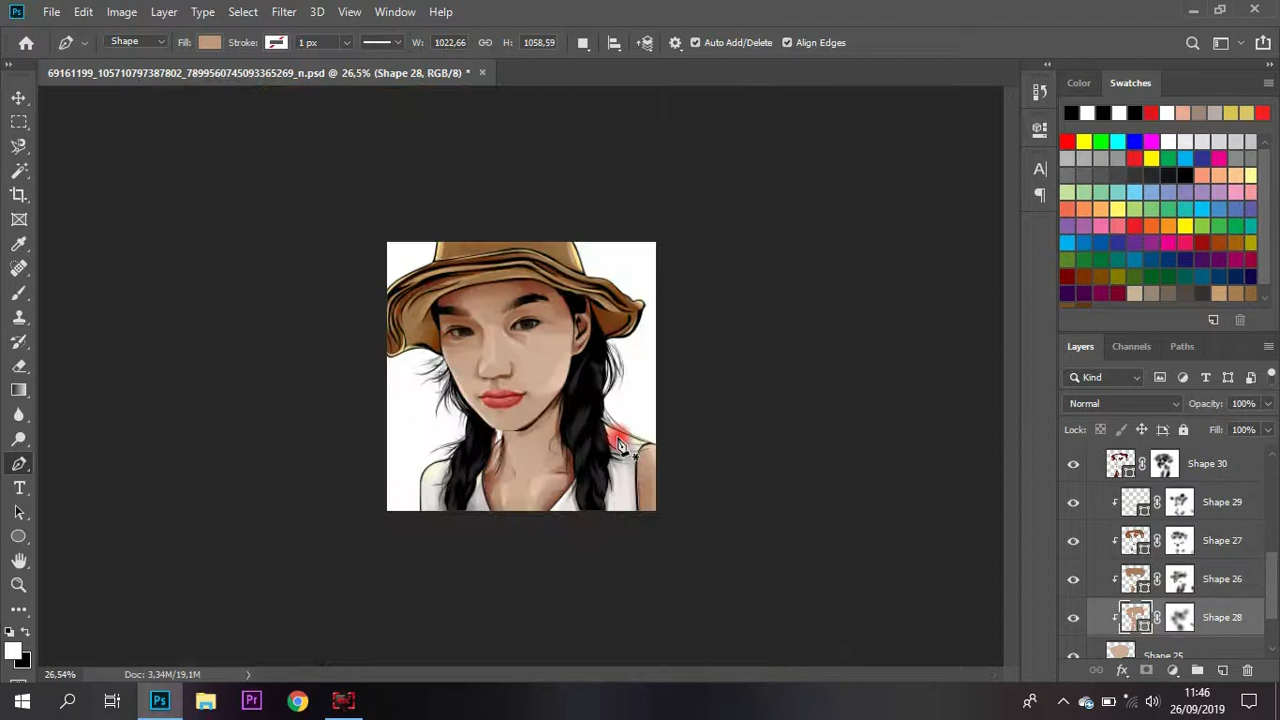 Ps File Edit Image Layer Type Select Filter 3D View Window Help
Shape Fill: Stroke: 1 px W: 1022,66 H: 1058,59 Auto Add/Delete Align Edges
69161199_105710797387802_7899560745093365269_n.psd @ 26,5% (Shape 28, RGB/8) * ×
Color Swatches
Layers Channels Paths
Kind
Normal Opacity: 100%
Lock: Fill: 100%
Shape 30
Shape 29
Shape 27
Shape 26
Shape 28
Shape 25
26,54% Doc: 3,34M/19,1M
Ps Pr
11:46
26/09/2019